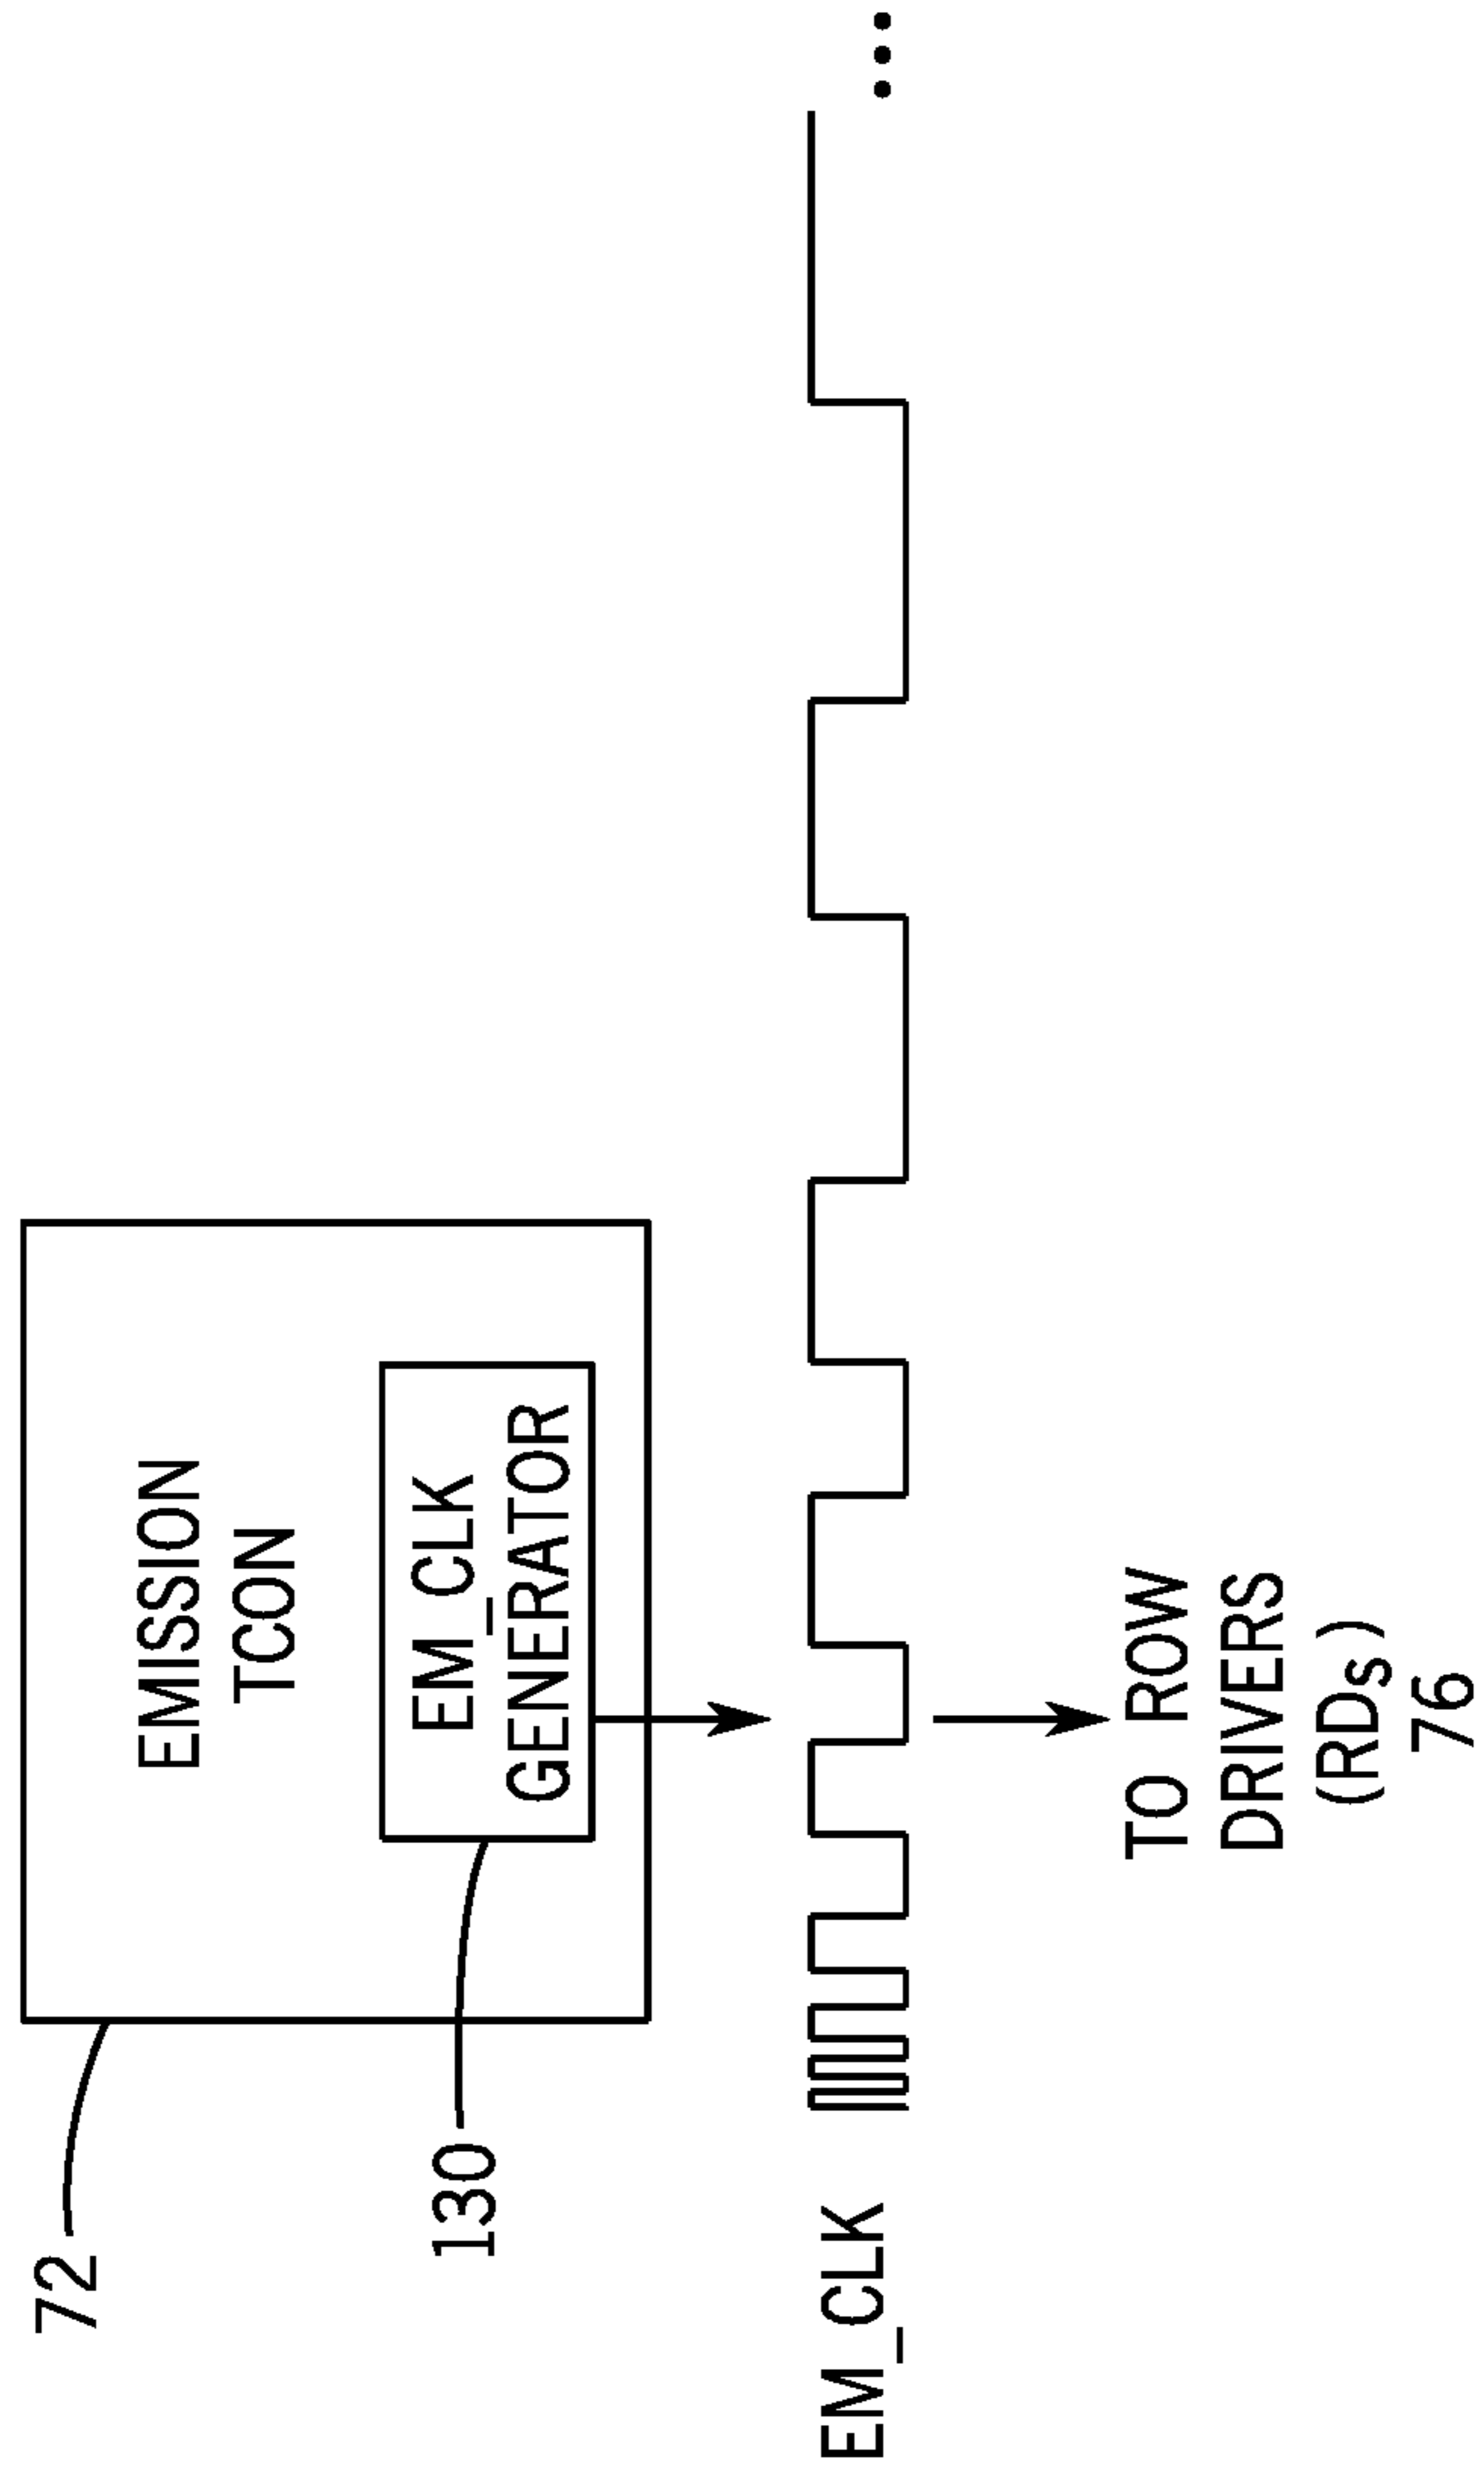 72
EMISSION
TCON
130
EM_CLK
GENERATOR
EM_CLK
...
TO ROW
DRIVERS
(RDs)
76